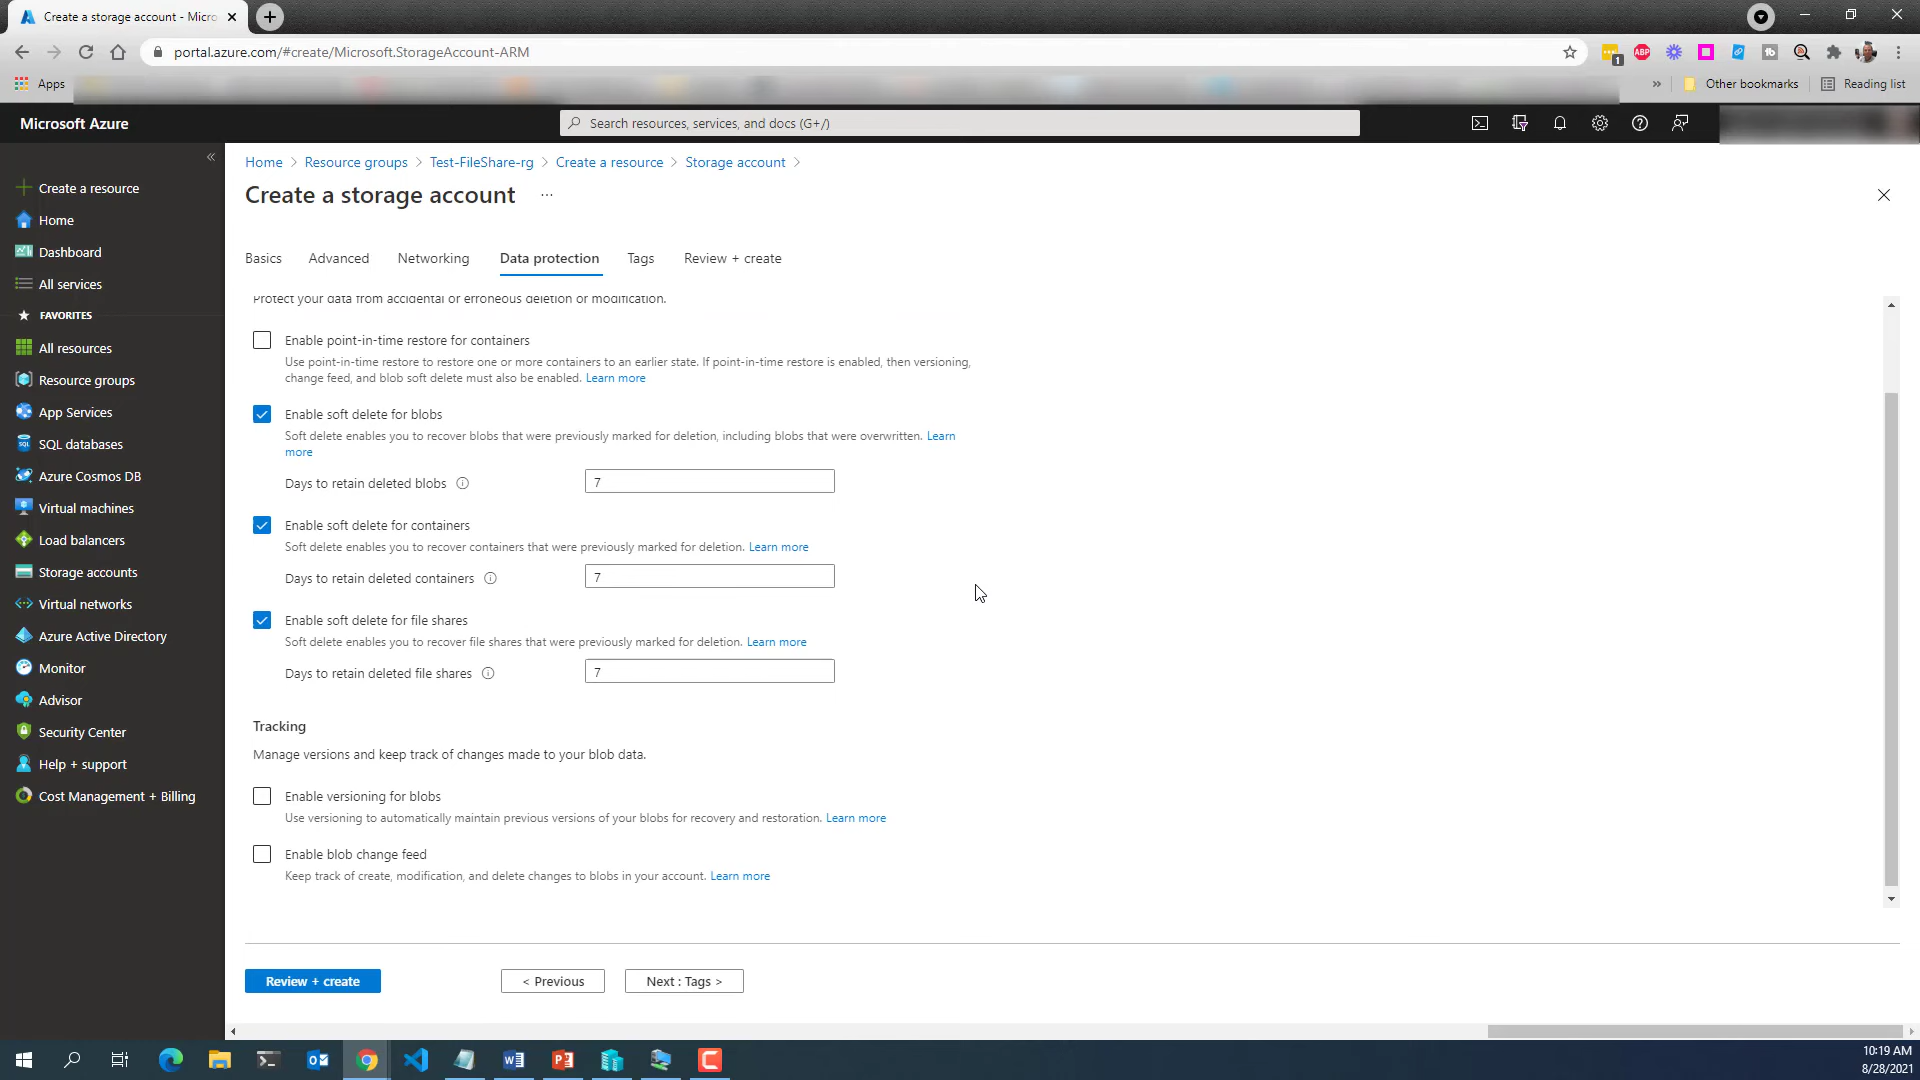 Create a storage account - Micro
portal.azure.com/#create/Microsoft.StorageAccount-ARM
ABP
1
Apps
Other bookmarks
Reading list
Microsoft Azure
Search resources, services, and docs (G+/)
Home > Resource groups > Test-FileShare-rg > Create a resource > Storage account >
Create a storage account ...
Create a resource
Home
Dashboard
All services
FAVORITES
All resources
Resource groups
App Services
SQL databases
Azure Cosmos DB
Virtual machines
Load balancers
Storage accounts
Virtual networks
Azure Active Directory
Monitor
Advisor
Security Center
Help + support
Cost Management + Billing
Basics Advanced Networking Data protection Tags Review + create
Protect your data from accidental or erroneous deletion or modification.
Enable point-in-time restore for containers
Use point-in-time restore to restore one or more containers to an earlier state. If point-in-time restore is enabled, then versioning,
change feed, and blob soft delete must also be enabled. Learn more
Enable soft delete for blobs
Soft delete enables you to recover blobs that were previously marked for deletion, including blobs that were overwritten. Learn
more
Days to retain deleted blobs 7
Enable soft delete for containers
Soft delete enables you to recover containers that were previously marked for deletion. Learn more
Days to retain deleted containers 7
Enable soft delete for file shares
Soft delete enables you to recover file shares that were previously marked for deletion. Learn more
Days to retain deleted file shares 7
Tracking
Manage versions and keep track of changes made to your blob data.
Enable versioning for blobs
Use versioning to automatically maintain previous versions of your blobs for recovery and restoration. Learn more
Enable blob change feed
Keep track of create, modification, and delete changes to blobs in your account. Learn more
Review + create < Previous Next : Tags >
10:19 AM
8/28/2021